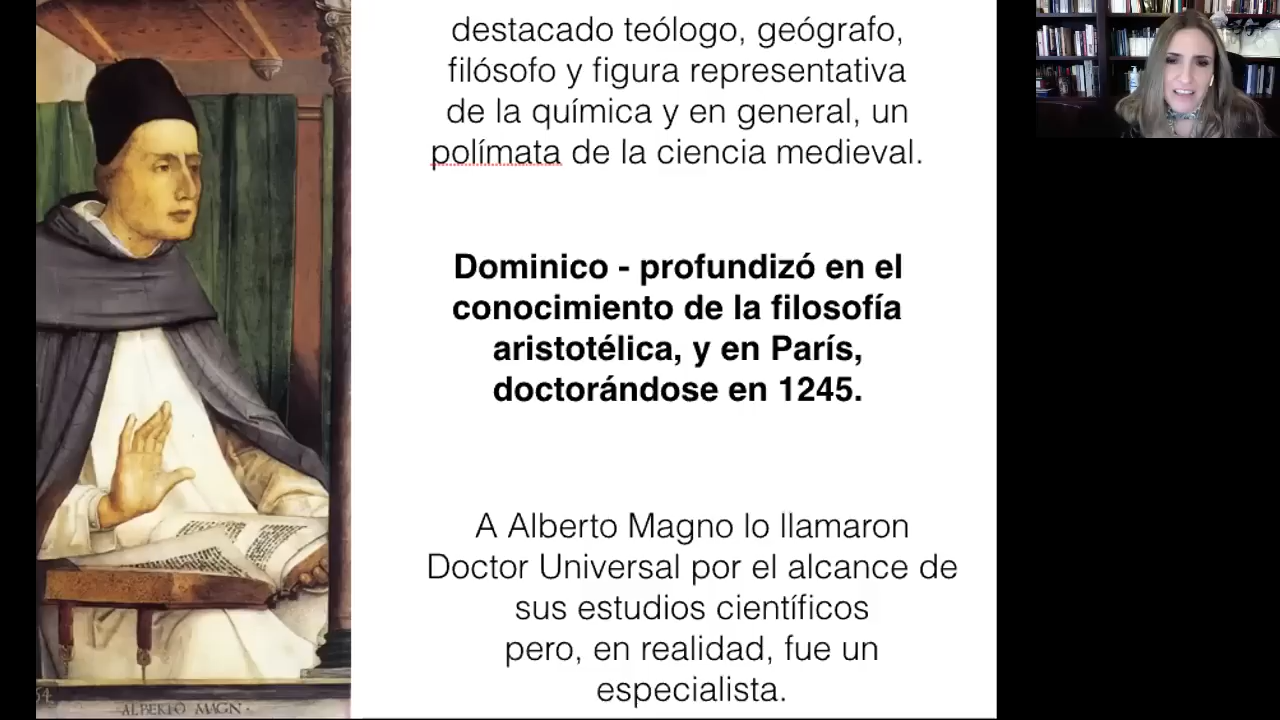 destacado teólogo, geógrafo,
filósofo y figura representativa
de la química y en general, un
polímata de la ciencia medieval.
Dominico - profundizó en el
conocimiento de la filosofía
aristotélica, y en París,
doctorándose en 1245.
A Alberto Magno lo llamaron
Doctor Universal por el alcance de
sus estudios científicos
pero, en realidad, fue un
especialista.
ALBERTO MAGN·